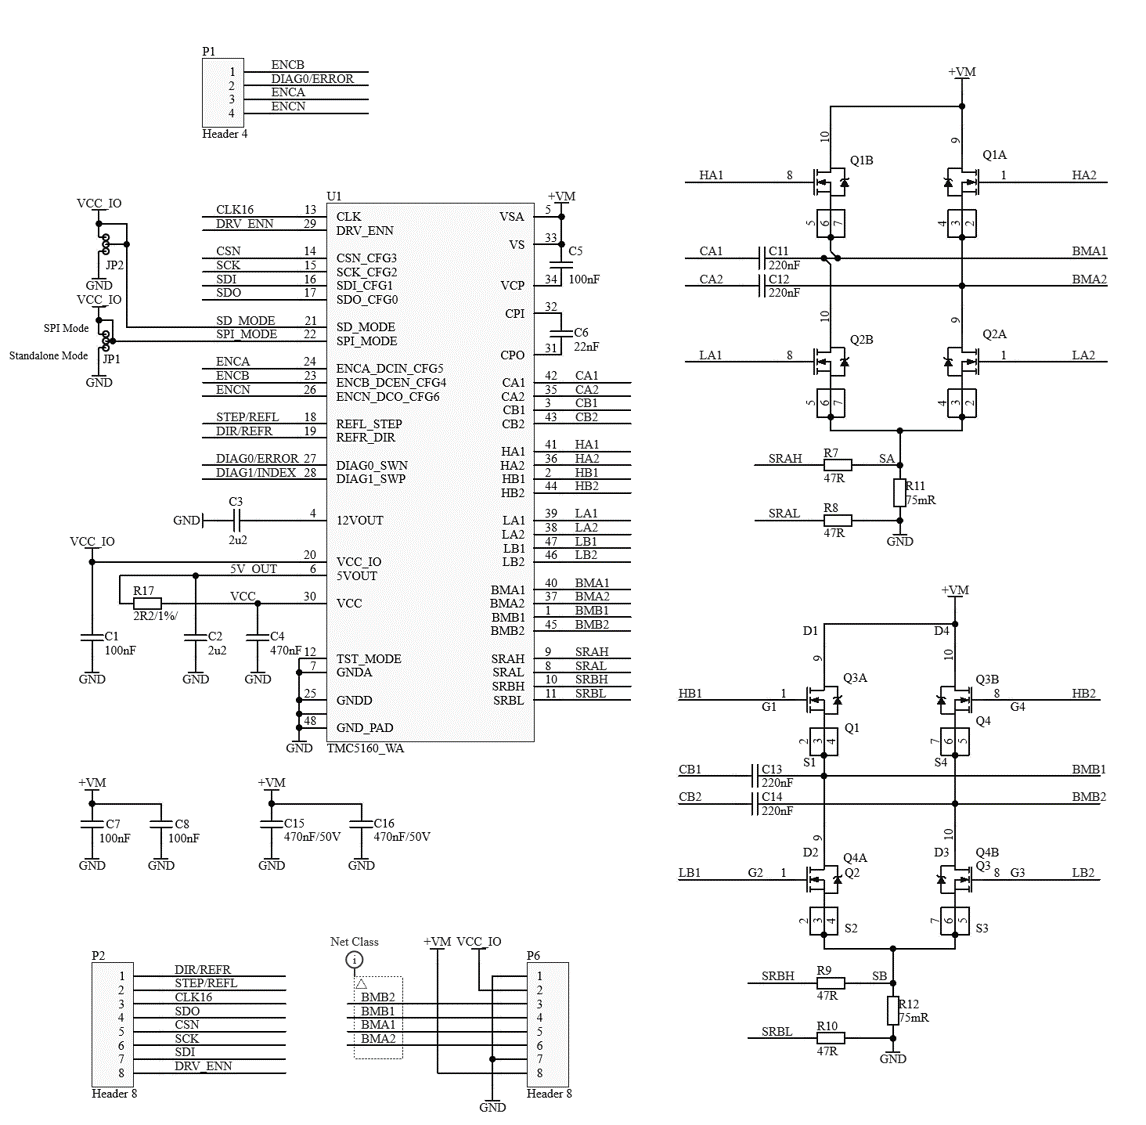 P1
1 ENCB
2 DIAG0/ERROR
3 ENCA
4 ENCN
Header 4
VCC_IO
JP2
GND
VCC_IO
SPI Mode
Standalone Mode
JP1
GND
U1
CLK16 13 CLK
DRV_ENN 29 DRV_ENN
CSN 14 CSN_CFG3
SCK 15 SCK_CFG2
SDI 16 SDI_CFG1
SDO 17 SDO_CFG0
SD_MODE 21 SD_MODE
SPI_MODE 22 SPI_MODE
ENCA 24 ENCA_DCIN_CFG5
ENCB 23 ENCB_DCEN_CFG4
ENCN 26 ENCN_DCO_CFG6
STEP/REFL 18 REFL_STEP
DIR/REFR 19 REFR_DIR
DIAG0/ERROR 27 DIAG0_SWN
DIAG1/INDEX 28 DIAG1_SWP
C3
GND 4 12VOUT
2u2
VCC_IO
20 VCC_IO
5V_OUT 6 5VOUT
R17
VCC 30 VCC
2R2/1%/
C1
100nF
GND
C2
2u2
GND
C4
470nF
GND
12 TST_MODE
7 GNDA
25 GNDD
48 GND_PAD
GND
TMC5160_WA
+VM
VSA 5
VS 33
C5
100nF
VCP 34
CPI 32
C6
22nF
CPO 31
CA1 42 CA1
CA2 35 CA2
CB1 3 CB1
CB2 43 CB2
HA1 41 HA1
HA2 36 HA2
HB1 2 HB1
HB2 44 HB2
LA1 39 LA1
LA2 38 LA2
LB1 47 LB1
LB2 46 LB2
BMA1 40 BMA1
BMA2 37 BMA2
BMB1 1 BMB1
BMB2 45 BMB2
SRAH 9 SRAH
SRAL 8 SRAL
SRBH 10 SRBH
SRBL 11 SRBL
+VM
C7
100nF
GND
C8
100nF
GND
+VM
C15
470nF/50V
GND
C16
470nF/50V
GND
P2
1 DIR/REFR
2 STEP/REFL
3 CLK16
4 SDO
5 CSN
6 SCK
7 SDI
8 DRV_ENN
Header 8
Net Class
i
+VM VCC_IO
P6
1
2
BMB2 3
BMB1 4
BMA1 5
BMA2 6
7
8
GND
Header 8
+VM
10 9
Q1B Q1A
HA1 8 1 HA2
5 6 7 4 3 2
CA1 C11 BMA1
220nF
CA2 C12 BMA2
220nF
10 9
Q2B Q2A
LA1 8 1 LA2
5 6 7 4 3 2
SRAH R7 SA
47R
R11
75mR
SRAL R8
47R
GND
+VM
D1 D4
9 10
Q3A Q3B
HB1 1 8 HB2
G1 G4
Q1 Q4
2 3 4 7 6 5
S1 S4
CB1 C13 BMB1
220nF
CB2 C14 BMB2
220nF
9 10
D2 Q4A D3 Q4B
LB1 G2 1 Q2 Q3 8 G3 LB2
2 3 4 7 6 5
S2 S3
SRBH R9 SB
47R
R12
75mR
SRBL R10
47R
GND